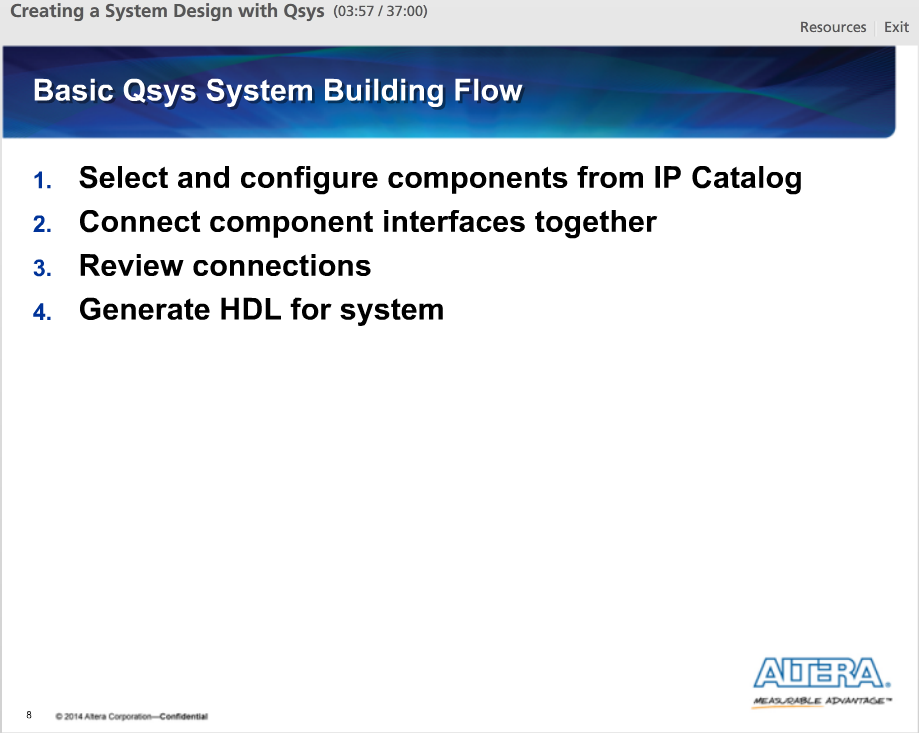 Creating a System Design with Qsys (03:57 / 37:00)
Resources Exit
Basic Qsys System Building Flow
1. Select and configure components from IP Catalog
2. Connect component interfaces together
3. Review connections
4. Generate HDL for system
ALTERA®
MEASURABLE ADVANTAGE™
8 © 2014 Altera Corporation—Confidential